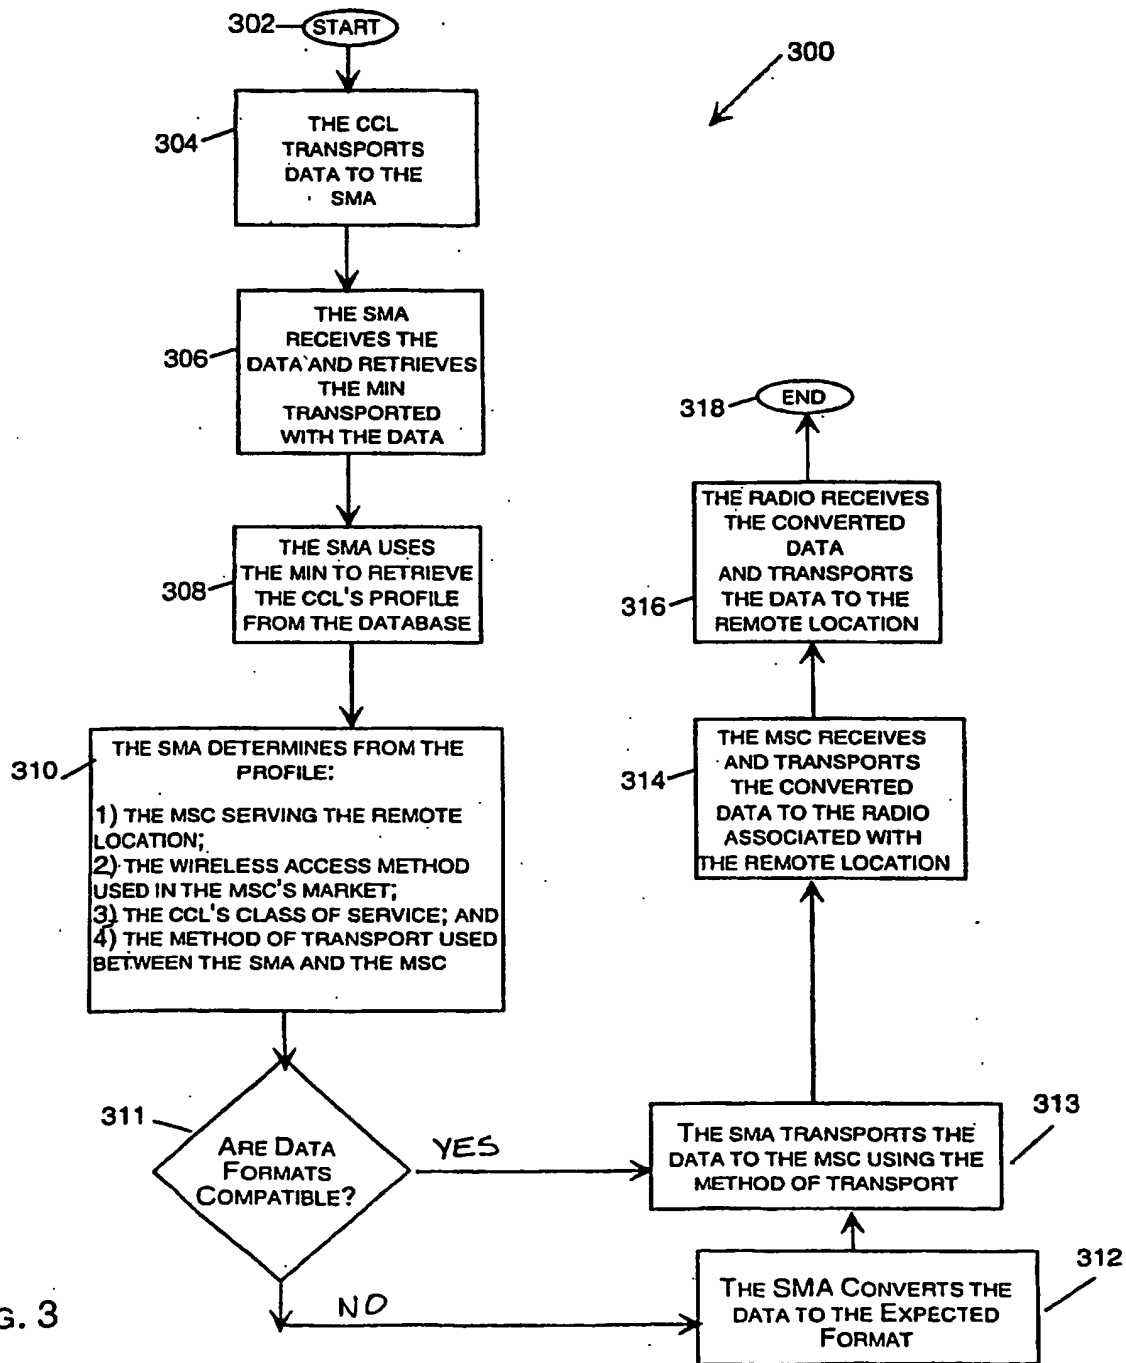 302
START
300
304
THE CCL
TRANSPORTS
DATA TO THE
SMA
306
THE SMA
RECEIVES THE
DATA AND RETRIEVES
THE MIN
TRANSPORTED
WITH THE DATA
308
THE SMA USES
THE MIN TO RETRIEVE
THE CCL'S PROFILE
FROM THE DATABASE
310
THE SMA DETERMINES FROM THE
PROFILE:
1) THE MSC SERVING THE REMOTE
LOCATION;
2) THE WIRELESS ACCESS METHOD
USED IN THE MSC'S MARKET;
3) THE CCL'S CLASS OF SERVICE; AND
4) THE METHOD OF TRANSPORT USED
BETWEEN THE SMA AND THE MSC
311
ARE DATA
FORMATS
COMPATIBLE?
YES
NO
312
THE SMA CONVERTS THE
DATA TO THE EXPECTED
FORMAT
313
THE SMA TRANSPORTS THE
DATA TO THE MSC USING THE
METHOD OF TRANSPORT
314
THE MSC RECEIVES
AND TRANSPORTS
THE CONVERTED
DATA TO THE RADIO
ASSOCIATED WITH
THE REMOTE LOCATION
316
THE RADIO RECEIVES
THE CONVERTED
DATA
AND TRANSPORTS
THE DATA TO THE
REMOTE LOCATION
318
END
G. 3